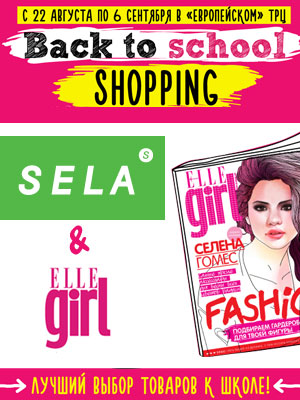 С 22 АВГУСТА ПО 6 СЕНТЯБРЯ В «ЕВРОПЕЙСКОМ» ТРЦ
Back to school
SHOPPING
SELA S
&
ELLE
girl
ELLE
girl
СЕЛЕНА
ГОМЕС
FASHIO
ПОДБИРАЕМ ГАРДЕРОБ
ДЛЯ ТВОЕЙ ФИГУРЫ
ЛУЧШИЙ ВЫБОР ТОВАРОВ К ШКОЛЕ!